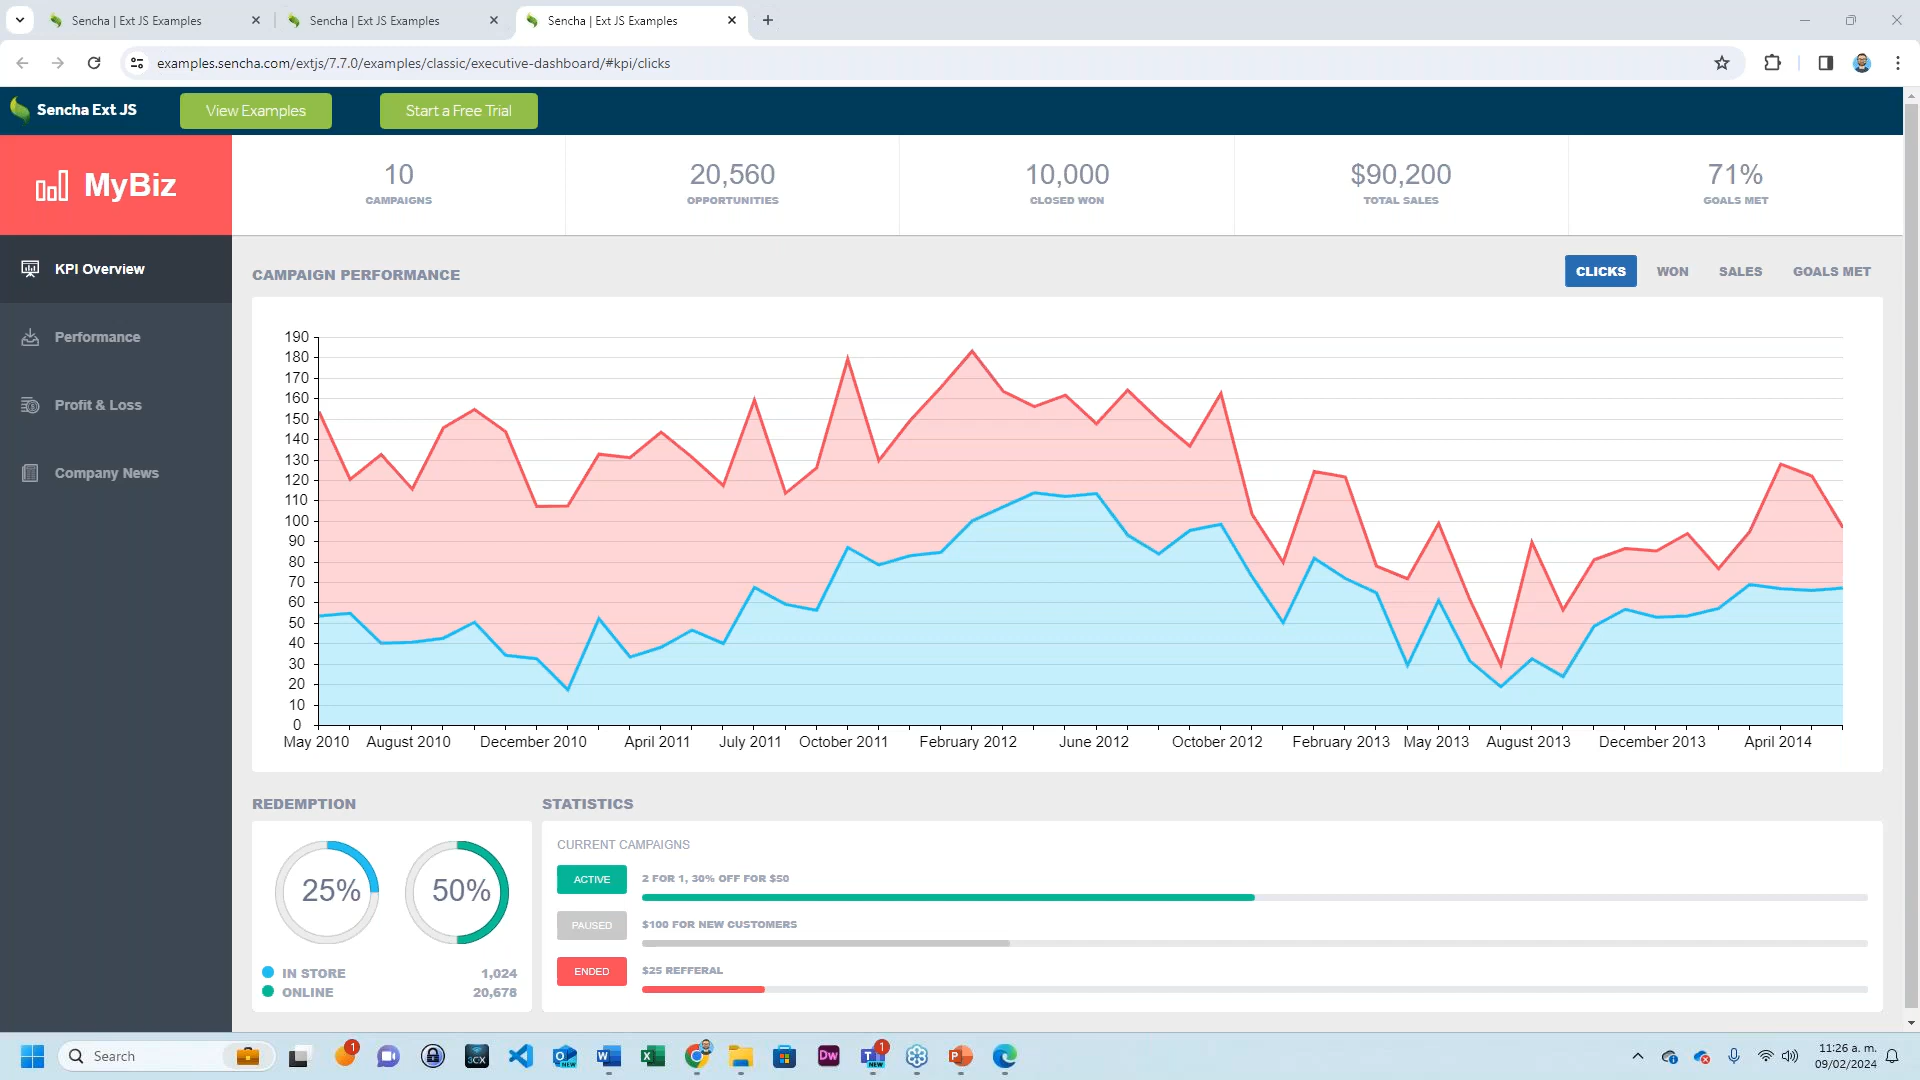 Sencha | Ext JS Examples
Sencha | Ext JS Examples
Sencha | Ext JS Examples
examples.sencha.com/extjs/7.7.0/examples/classic/executive-dashboard/#kpi/clicks
Sencha Ext JS
View Examples
Start a Free Trial
MyBiz
10
CAMPAIGNS
20,560
OPPORTUNITIES
10,000
CLOSED WON
$90,200
TOTAL SALES
71%
GOALS MET
KPI Overview
Performance
Profit & Loss
Company News
CAMPAIGN PERFORMANCE
CLICKS WON SALES GOALS MET
190
180
170
160
150
140
130
120
110
100
90
80
70
60
50
40
30
20
10
0
May 2010 August 2010 December 2010 April 2011 July 2011 October 2011 February 2012 June 2012 October 2012 February 2013 May 2013 August 2013 December 2013 April 2014
REDEMPTION
25%
50%
IN STORE 1,024
ONLINE 20,678
STATISTICS
CURRENT CAMPAIGNS
ACTIVE 2 FOR 1, 30% OFF FOR $50
PAUSED $100 FOR NEW CUSTOMERS
ENDED $25 REFFERAL
Search
1
3CX
NEW
W
X
Dw
1
T
NEW
P
11:26 a. m.
09/02/2024